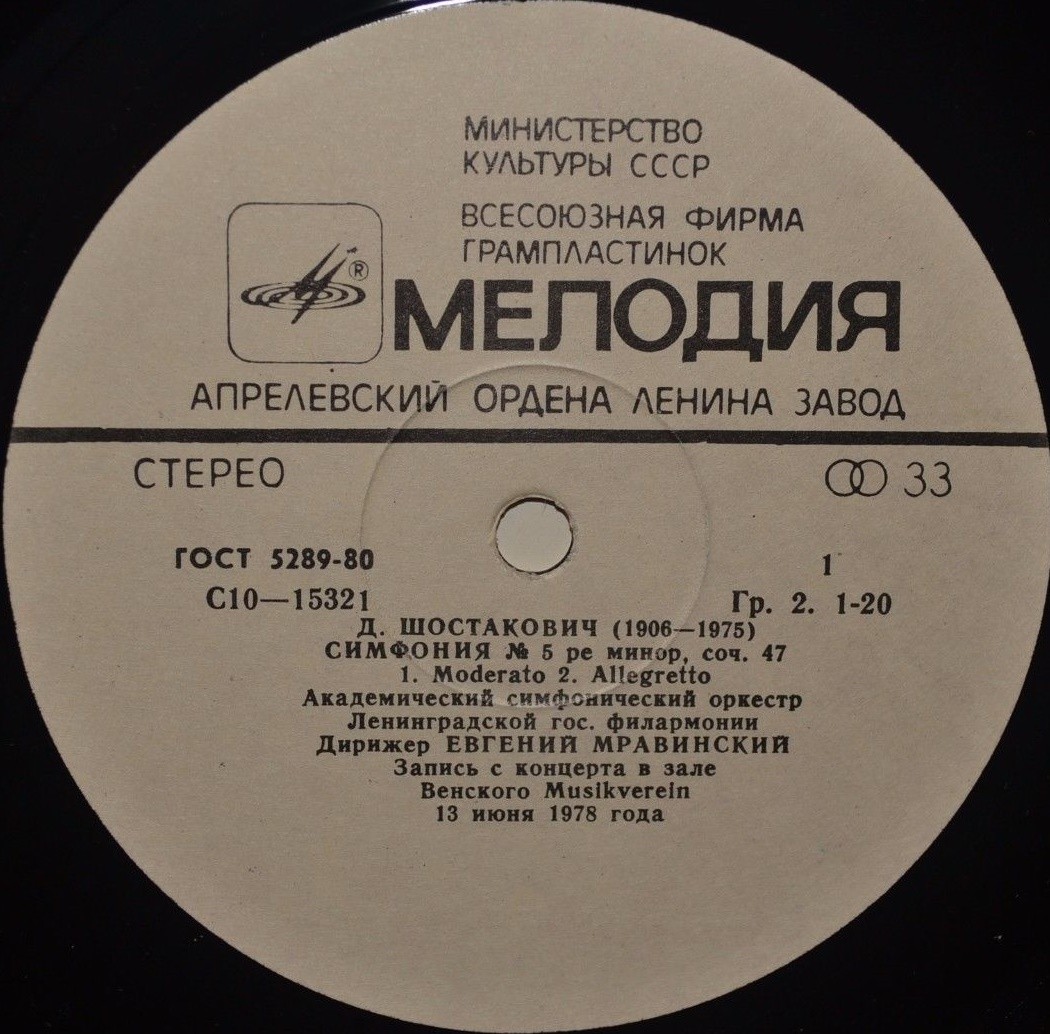 МИНИСТЕРСТВО
КУЛЬТУРЫ СССР
ВСЕСОЮЗНАЯ ФИРМА
ГРАМПЛАСТИНОК
®
МЕЛОДИЯ
АПРЕЛЕВСКИЙ ОРДЕНА ЛЕНИНА ЗАВОД
СТЕРЕО 33
ГОСТ 5289-80 1
С10—15321 Гр. 2. 1-20
Д. ШОСТАКОВИЧ (1906—1975)
СИМФОНИЯ № 5 ре минор, соч. 47
1. Moderato 2. Allegretto
Академический симфонический оркестр
Ленинградской гос. филармонии
Дирижер ЕВГЕНИЙ МРАВИНСКИЙ
Запись с концерта в зале
Венского Musikverein
13 июня 1978 года